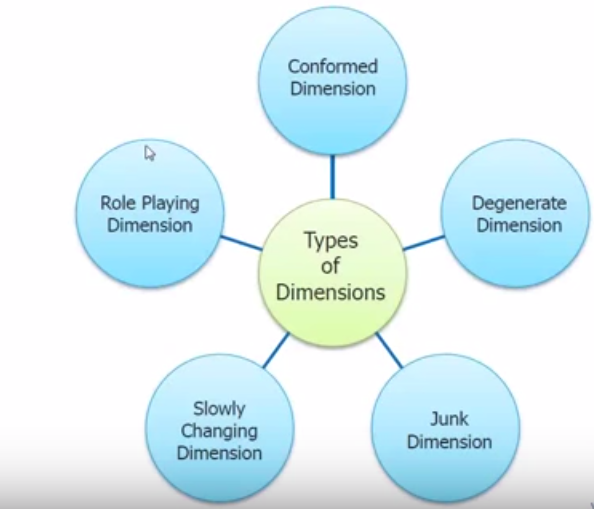 Conformed
Dimension
Role Playing
Dimension
Degenerate
Dimension
Types
of
Dimensions
Slowly
Changing
Dimension
Junk
Dimension